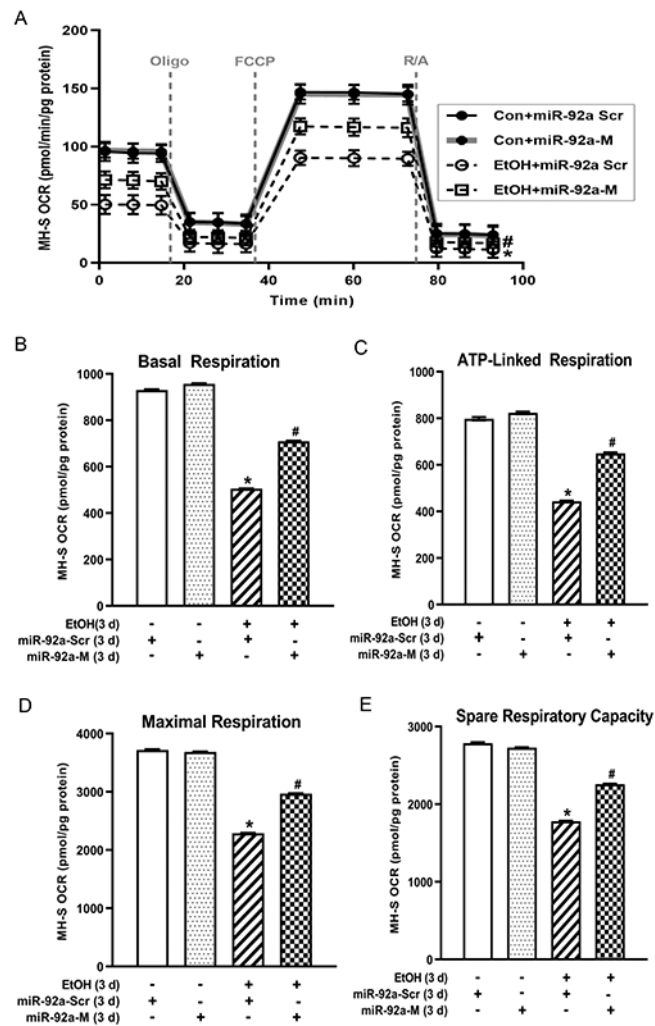 A
Oligo FCCP R/A
MH-S OCR (pmol/min/pg protein)
150
100
50
0
0 20 40 60 80 100
Time (min)
Con+miR-92a Scr
Con+miR-92a-M
EtOH+miR-92a Scr
EtOH+miR-92a-M
#
*
B
Basal Respiration
MH-S OCR (pmol/pg protein)
1000
800
600
400
200
0
* #
EtOH(3 d) - - + +
miR-92a-Scr (3 d) + - + -
miR-92a-M (3 d) - + - +
C
ATP-Linked Respiration
MH-S OCR (pmol/pg protein)
1000
800
600
400
200
0
* #
EtOH (3 d) - - + +
miR-92a-Scr (3 d) + - + -
miR-92a-M (3 d) - + - +
D
Maximal Respiration
MH-S OCR (pmol/pg protein)
4000
3000
2000
1000
0
* #
EtOH (3 d) - - + +
miR-92a-Scr (3 d) + - + -
miR-92a-M (3 d) - + - +
E
Spare Respiratory Capacity
MH-S OCR (pmol/pg protein)
3000
2000
1000
0
* #
EtOH (3 d) - - + +
miR-92a-Scr (3 d) + - + -
miR-92a-M (3 d) - + - +